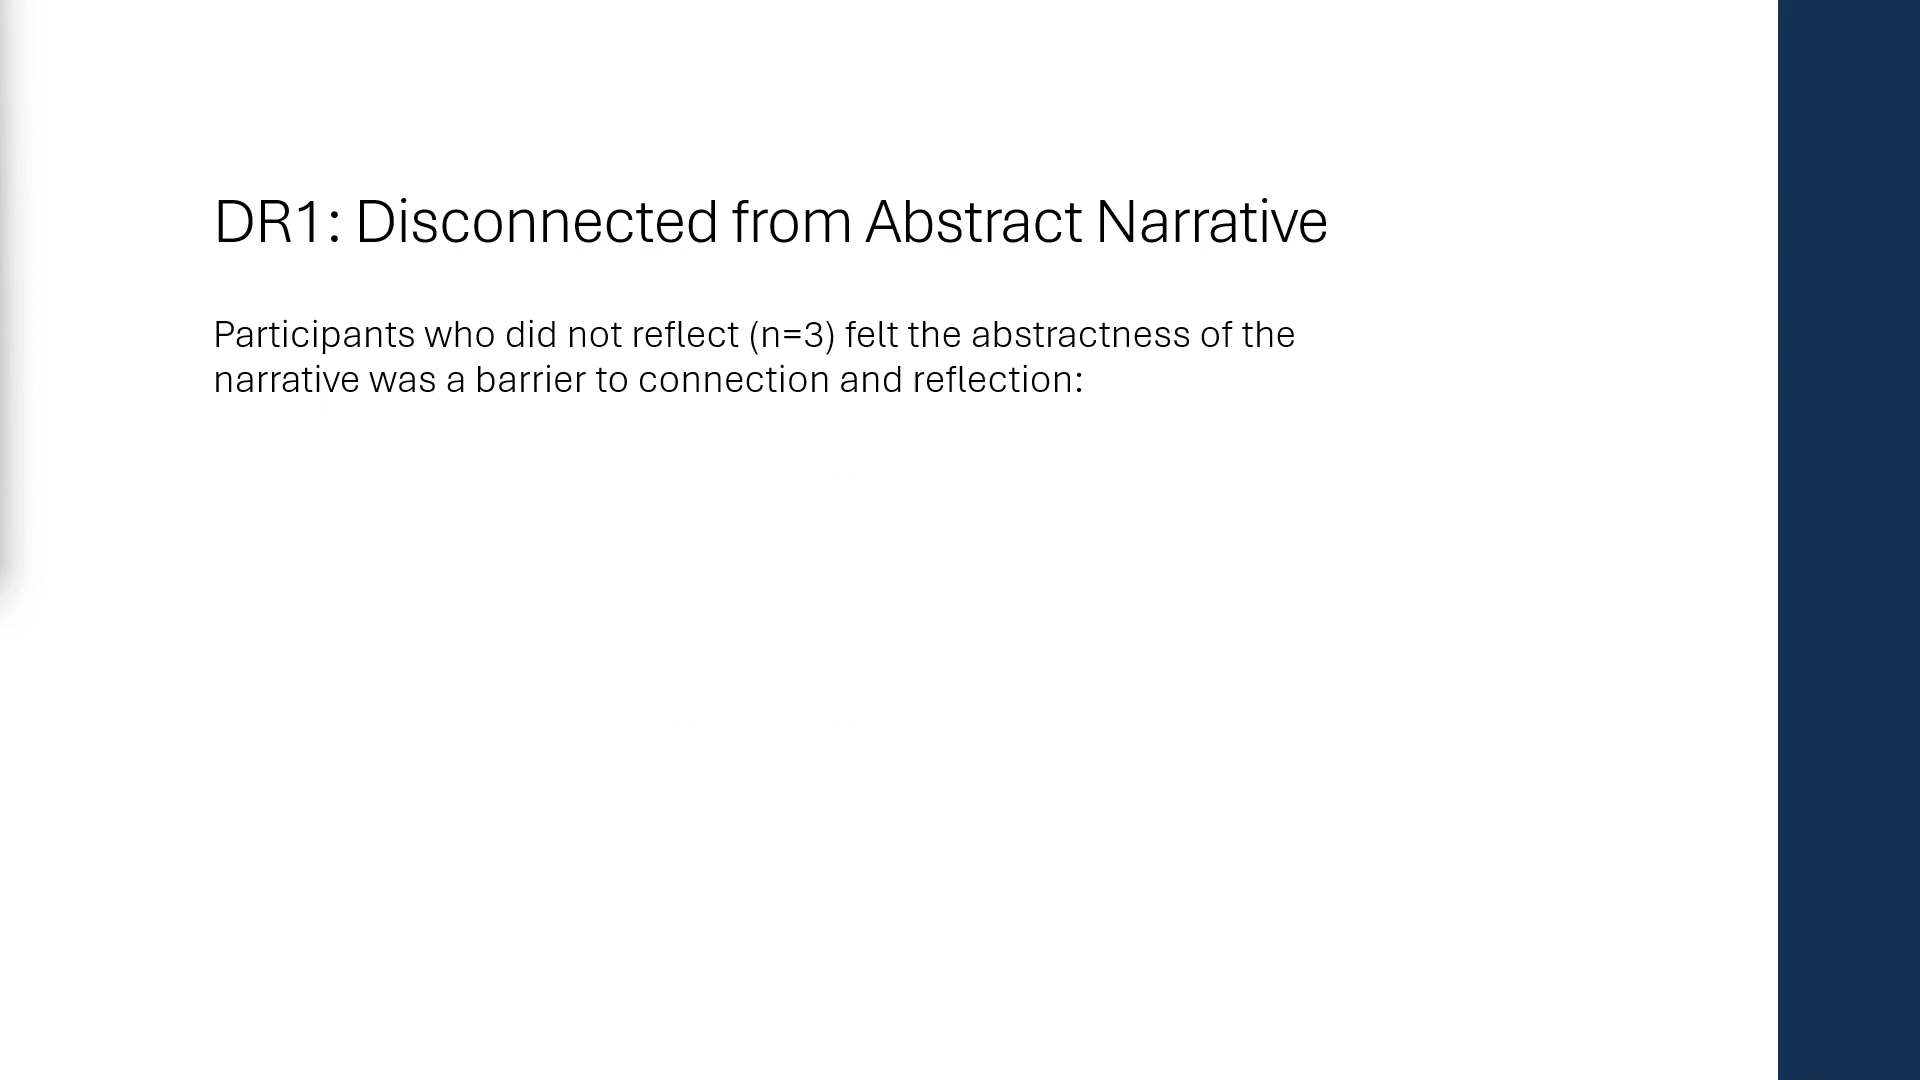 DR1: Disconnected from Abstract Narrative
Participants who did not reflect (n=3) felt the abstractness of the
narrative was a barrier to connection and reflection: